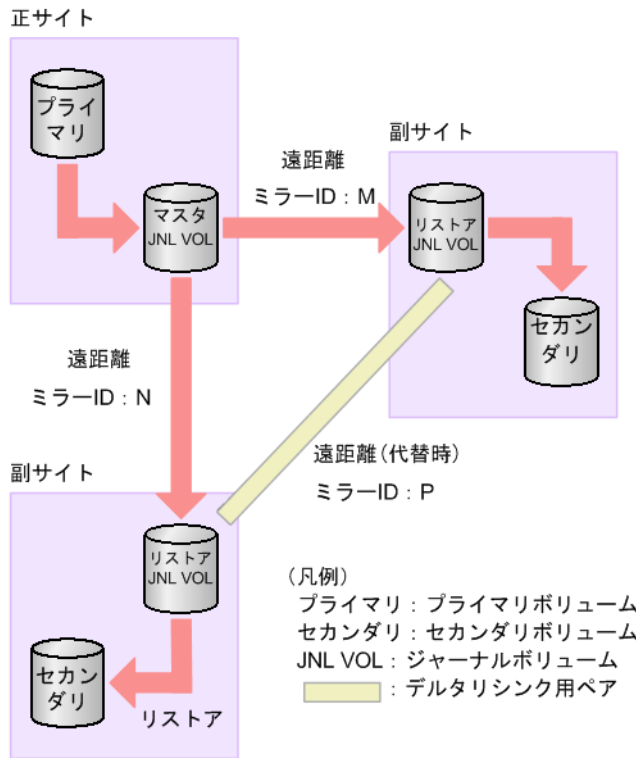 正サイト
プライ
マリ
マスタ
JNL VOL
遠距離
ミラーID：M
副サイト
リストア
JNL VOL
セカン
ダリ
遠距離
ミラーID：N
遠距離（代替時）
ミラーID：P
副サイト
リストア
JNL VOL
セカン
ダリ
リストア
（凡例）
プライマリ：プライマリボリューム
セカンダリ：セカンダリボリューム
JNL VOL：ジャーナルボリューム
：デルタリシンク用ペア